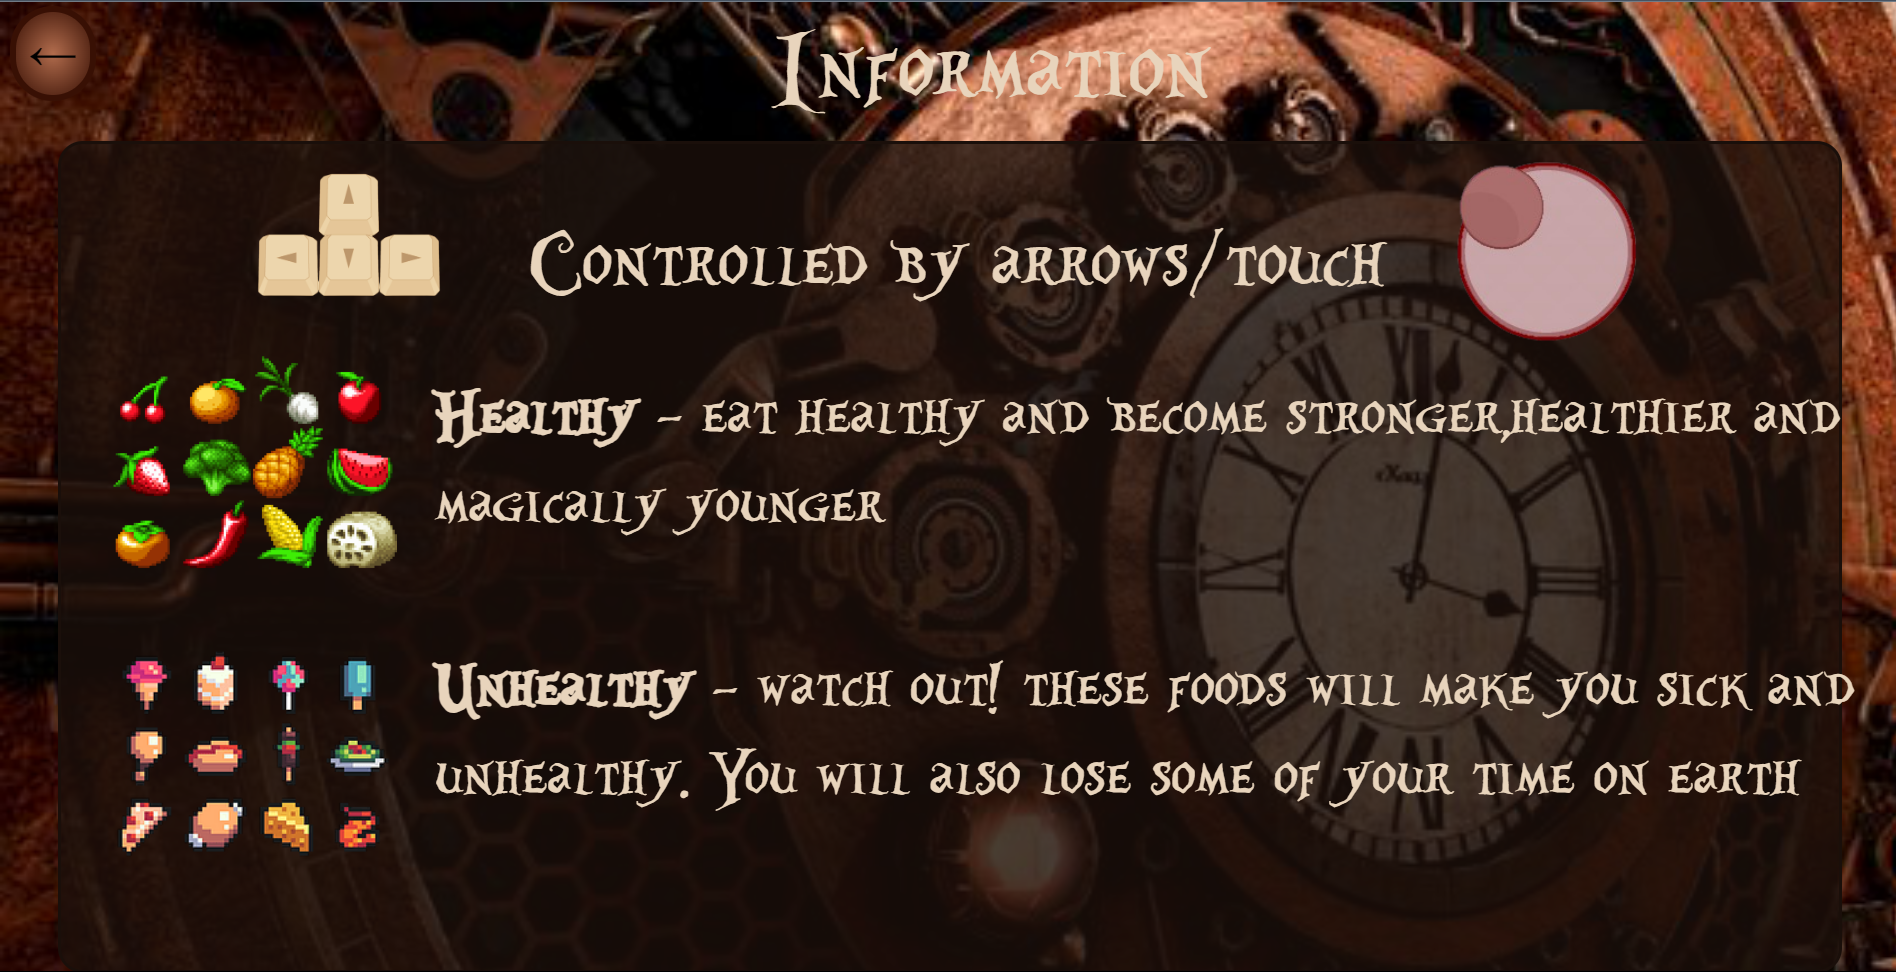 Information
Controlled by arrows/touch
Healthy - eat healthy and become stronger,healthier and
magically younger
Unhealthy - watch out! these foods will make you sick and
unhealthy. You will also lose some of your time on earth